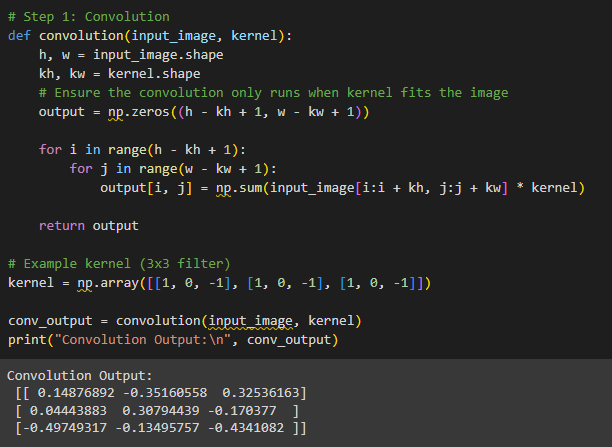 # Step 1: Convolution
def convolution(input_image, kernel):
    h, w = input_image.shape
    kh, kw = kernel.shape
    # Ensure the convolution only runs when kernel fits the image
    output = np.zeros((h - kh + 1, w - kw + 1))

    for i in range(h - kh + 1):
        for j in range(w - kw + 1):
            output[i, j] = np.sum(input_image[i:i + kh, j:j + kw] * kernel)

    return output

# Example kernel (3x3 filter)
kernel = np.array([[1, 0, -1], [1, 0, -1], [1, 0, -1]])

conv_output = convolution(input_image, kernel)
print("Convolution Output:\n", conv_output)
Convolution Output:
 [[ 0.14876892 -0.35160558  0.32536163]
 [ 0.04443883  0.30794439 -0.170377  ]
 [-0.49749317 -0.13495757 -0.4341082 ]]